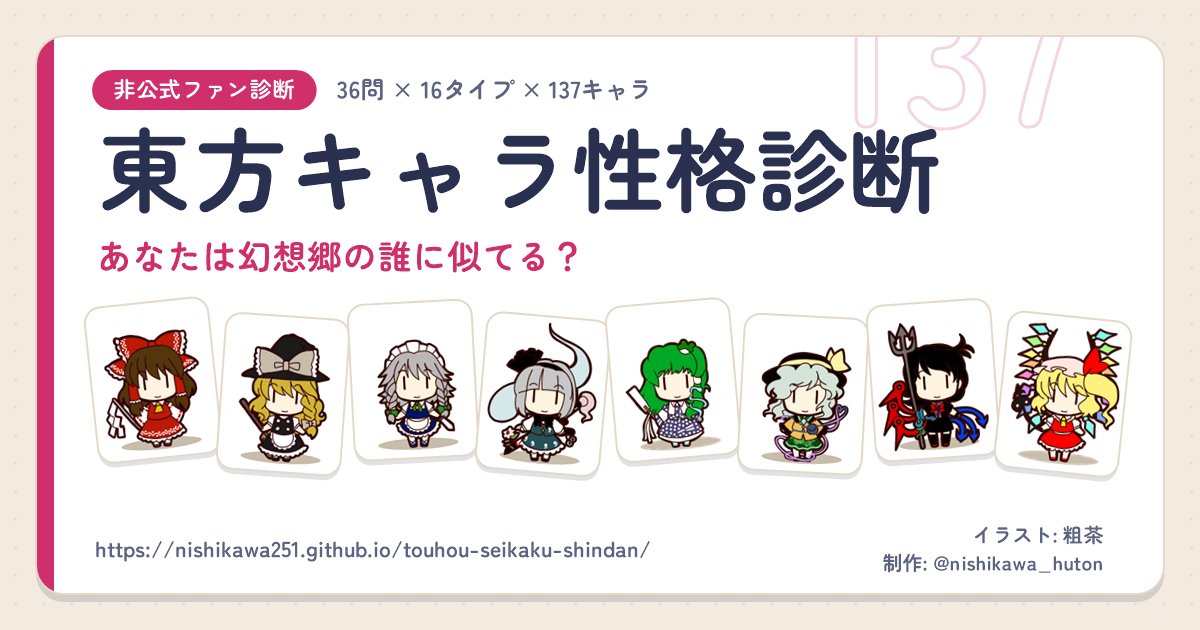 137
非公式ファン診断 36問 × 16タイプ × 137キャラ
東方キャラ性格診断
あなたは幻想郷の誰に似てる?
https://nishikawa251.github.io/touhou-seikaku-shindan/
イラスト: 粗茶
制作: @nishikawa_huton